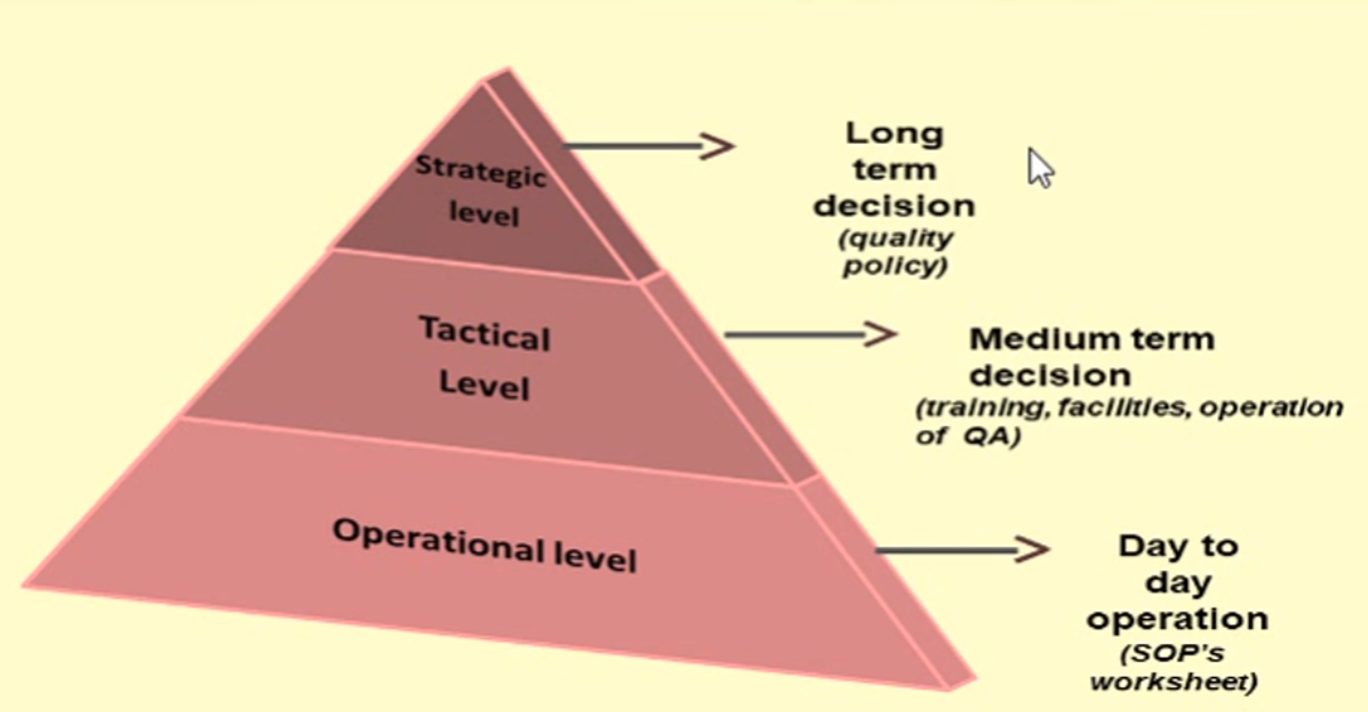 Strategic
level
Long
term
decision
(quality
policy)
Tactical
Level
Medium term
decision
(training, facilities, operation
of QA)
Operational level
Day to
day
operation
(SOP's
worksheet)